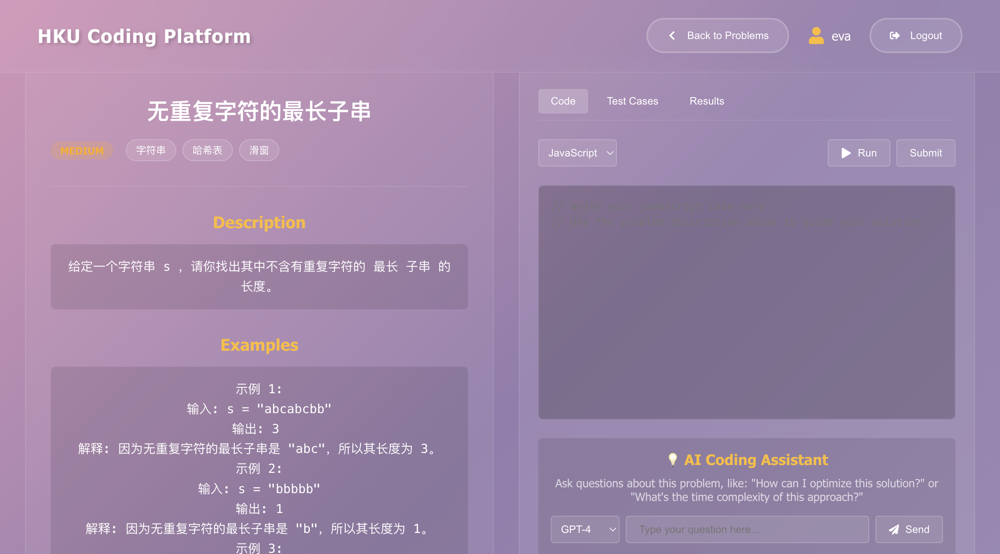 HKU Coding Platform
Back to Problems
eva
Logout
无重复字符的最长子串
MEDIUM
字符串
哈希表
滑窗
Description
给定一个字符串 s ，请你找出其中不含有重复字符的 最长 子串 的
长度。
Examples
示例 1:
输入: s = "abcabcbb"
输出: 3
解释: 因为无重复字符的最长子串是 "abc"，所以其长度为 3。
示例 2:
输入: s = "bbbbb"
输出: 1
解释: 因为无重复字符的最长子串是 "b"，所以其长度为 1。
示例 3:
Code
Test Cases
Results
JavaScript
Run
Submit
// Write your javascript code here
// Use the problem description above to guide your solution
AI Coding Assistant
Ask questions about this problem, like: "How can I optimize this solution?" or
"What's the time complexity of this approach?"
GPT-4
Type your question here...
Send